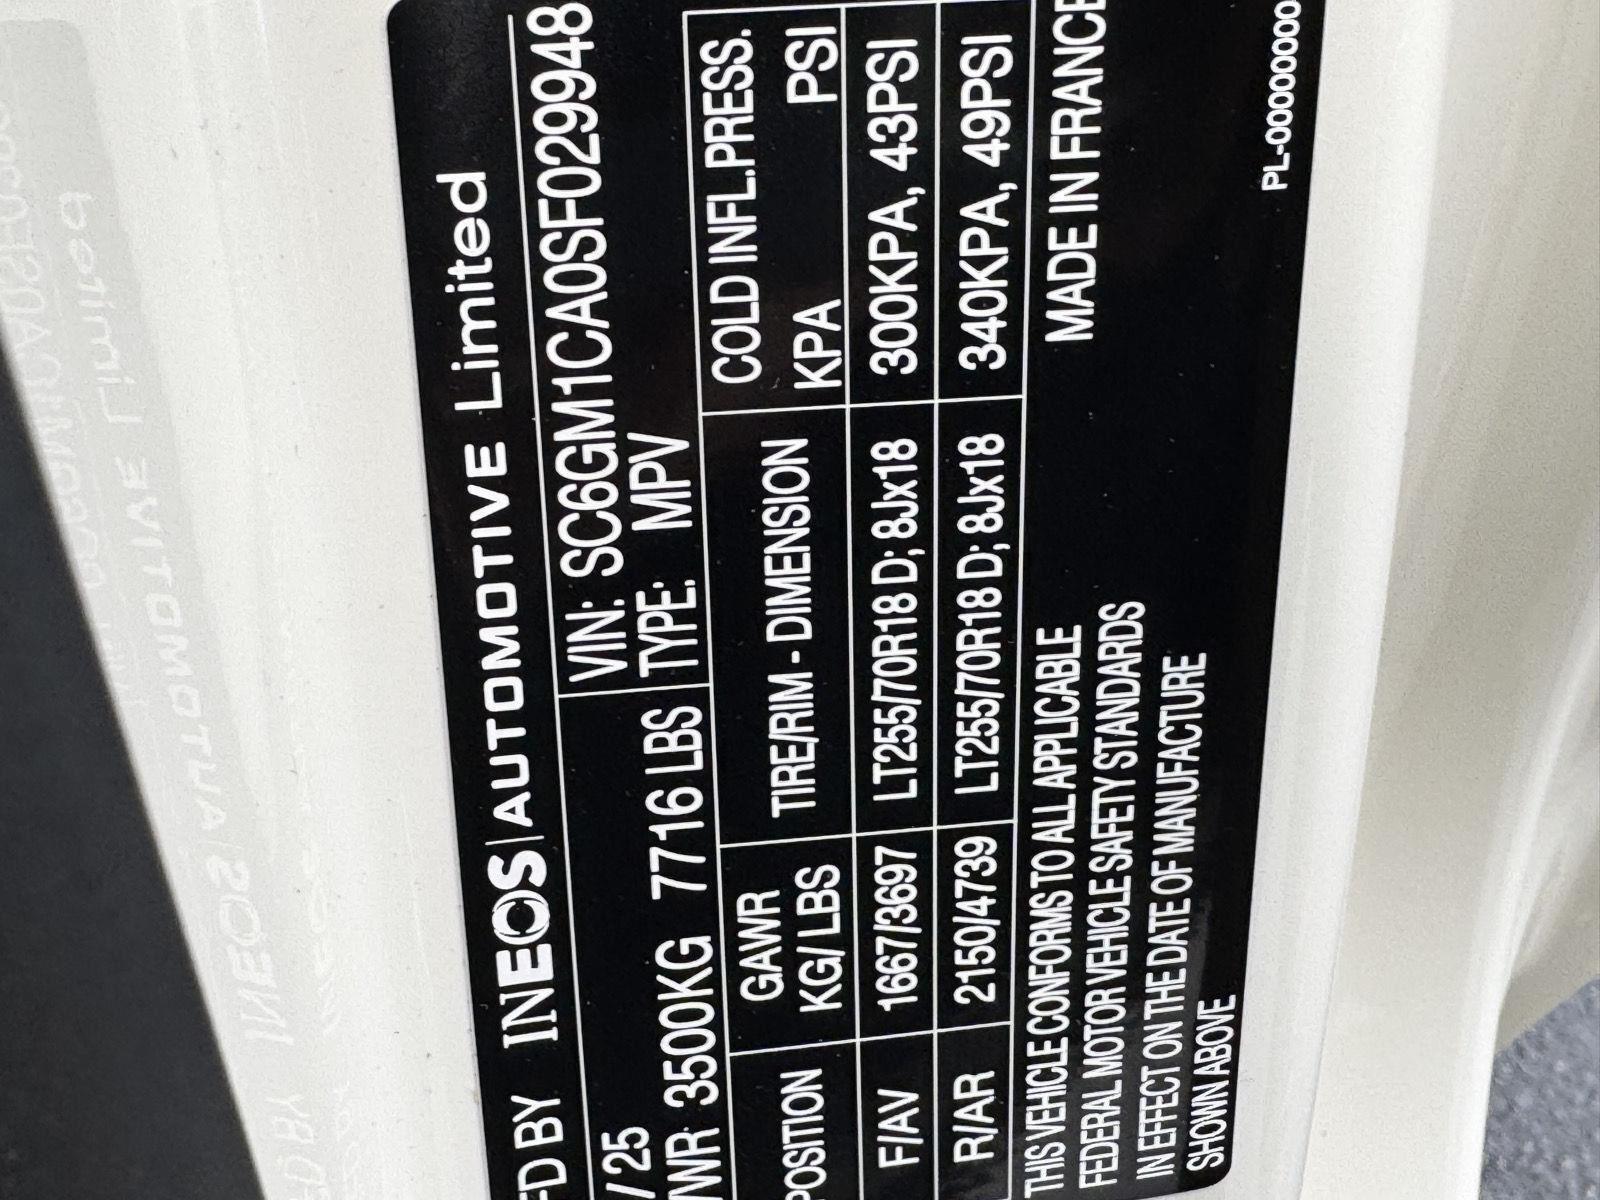 FD BY INEOS|AUTOMOTIVE Limited
/ 25 VIN: SC6GM1CA0SF029948
VWR 3500KG 7716 LBS TYPE: MPV
POSITION GAWR KG/LBS TIRE/RIM - DIMENSION COLD INFL.PRESS. KPA PSI
F/AV 1667/3697 LT255/70R18 D; 8Jx18 300KPA, 43PSI
R/AR 2150/4739 LT255/70R18 D; 8Jx18 340KPA, 49PSI
THIS VEHICLE CONFORMS TO ALL APPLICABLE
FEDERAL MOTOR VEHICLE SAFETY STANDARDS
IN EFFECT ON THE DATE OF MANUFACTURE
SHOWN ABOVE
MADE IN FRANCE
PL-00000000